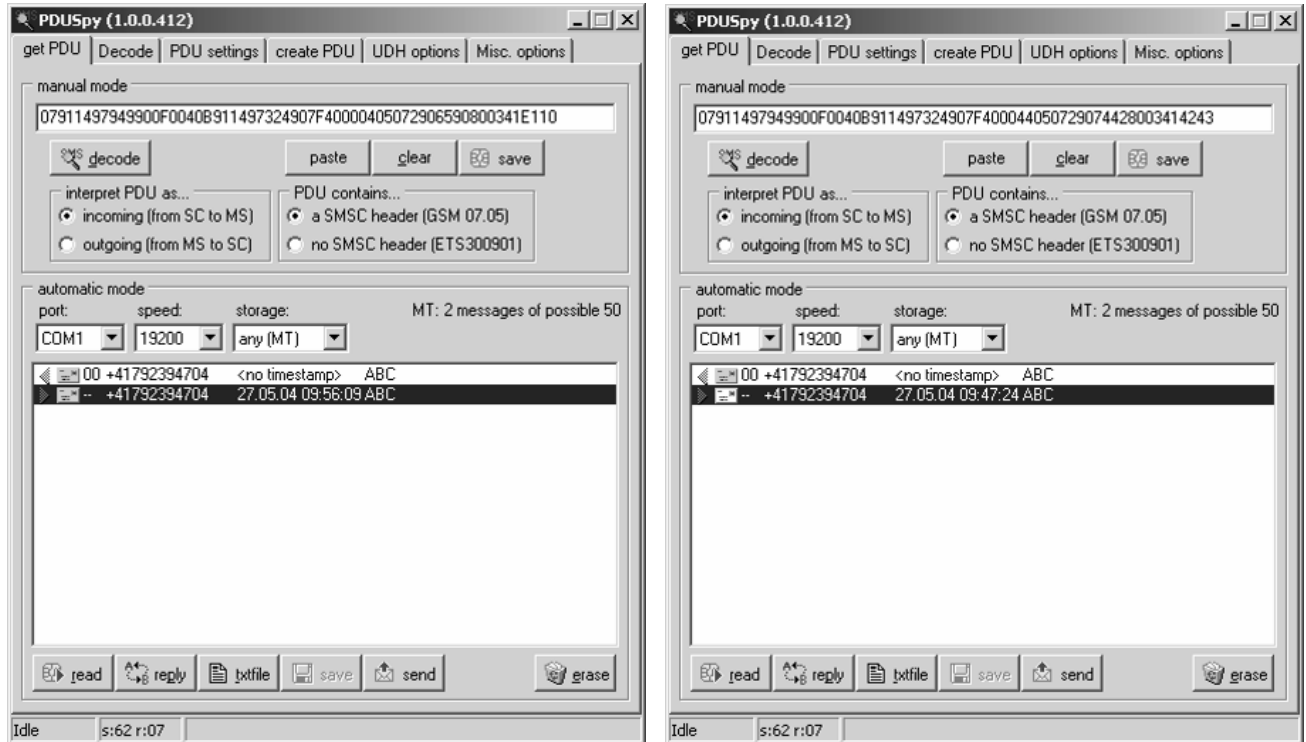 PDUSpy (1.0.0.412)
get PDU Decode PDU settings create PDU UDH options Misc. options
manual mode
07911497949900F0040B911497324907F40000405072906590800341E110
decode paste clear save
interpret PDU as... PDU contains...
incoming (from SC to MS) a SMSC header (GSM 07.05)
outgoing (from MS to SC) no SMSC header (ETS300901)
automatic mode
port: speed: storage: MT: 2 messages of possible 50
COM1 19200 any (MT)
00 +41792394704 <no timestamp> ABC
-- +41792394704 27.05.04 09:56:09 ABC
read reply txtfile save send erase
Idle s:62 r:07
PDUSpy (1.0.0.412)
get PDU Decode PDU settings create PDU UDH options Misc. options
manual mode
07911497949900F0040B911497324907F400044050729074428003414243
decode paste clear save
interpret PDU as... PDU contains...
incoming (from SC to MS) a SMSC header (GSM 07.05)
outgoing (from MS to SC) no SMSC header (ETS300901)
automatic mode
port: speed: storage: MT: 2 messages of possible 50
COM1 19200 any (MT)
00 +41792394704 <no timestamp> ABC
-- +41792394704 27.05.04 09:47:24 ABC
read reply txtfile save send erase
Idle s:62 r:07